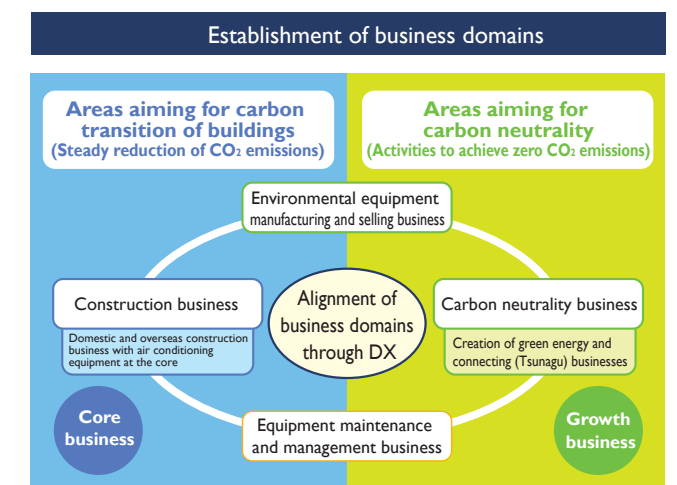 Establishment of business domains
Areas aiming for carbon
transition of buildings
(Steady reduction of CO₂ emissions)
Areas aiming for
carbon neutrality
(Activities to achieve zero CO₂ emissions)
Environmental equipment
manufacturing and selling business
Construction business
Domestic and overseas construction
business with air conditioning
equipment at the core
Alignment of
business domains
through DX
Carbon neutrality business
Creation of green energy and
connecting (Tsunagu) businesses
Core
business
Equipment maintenance
and management business
Growth
business